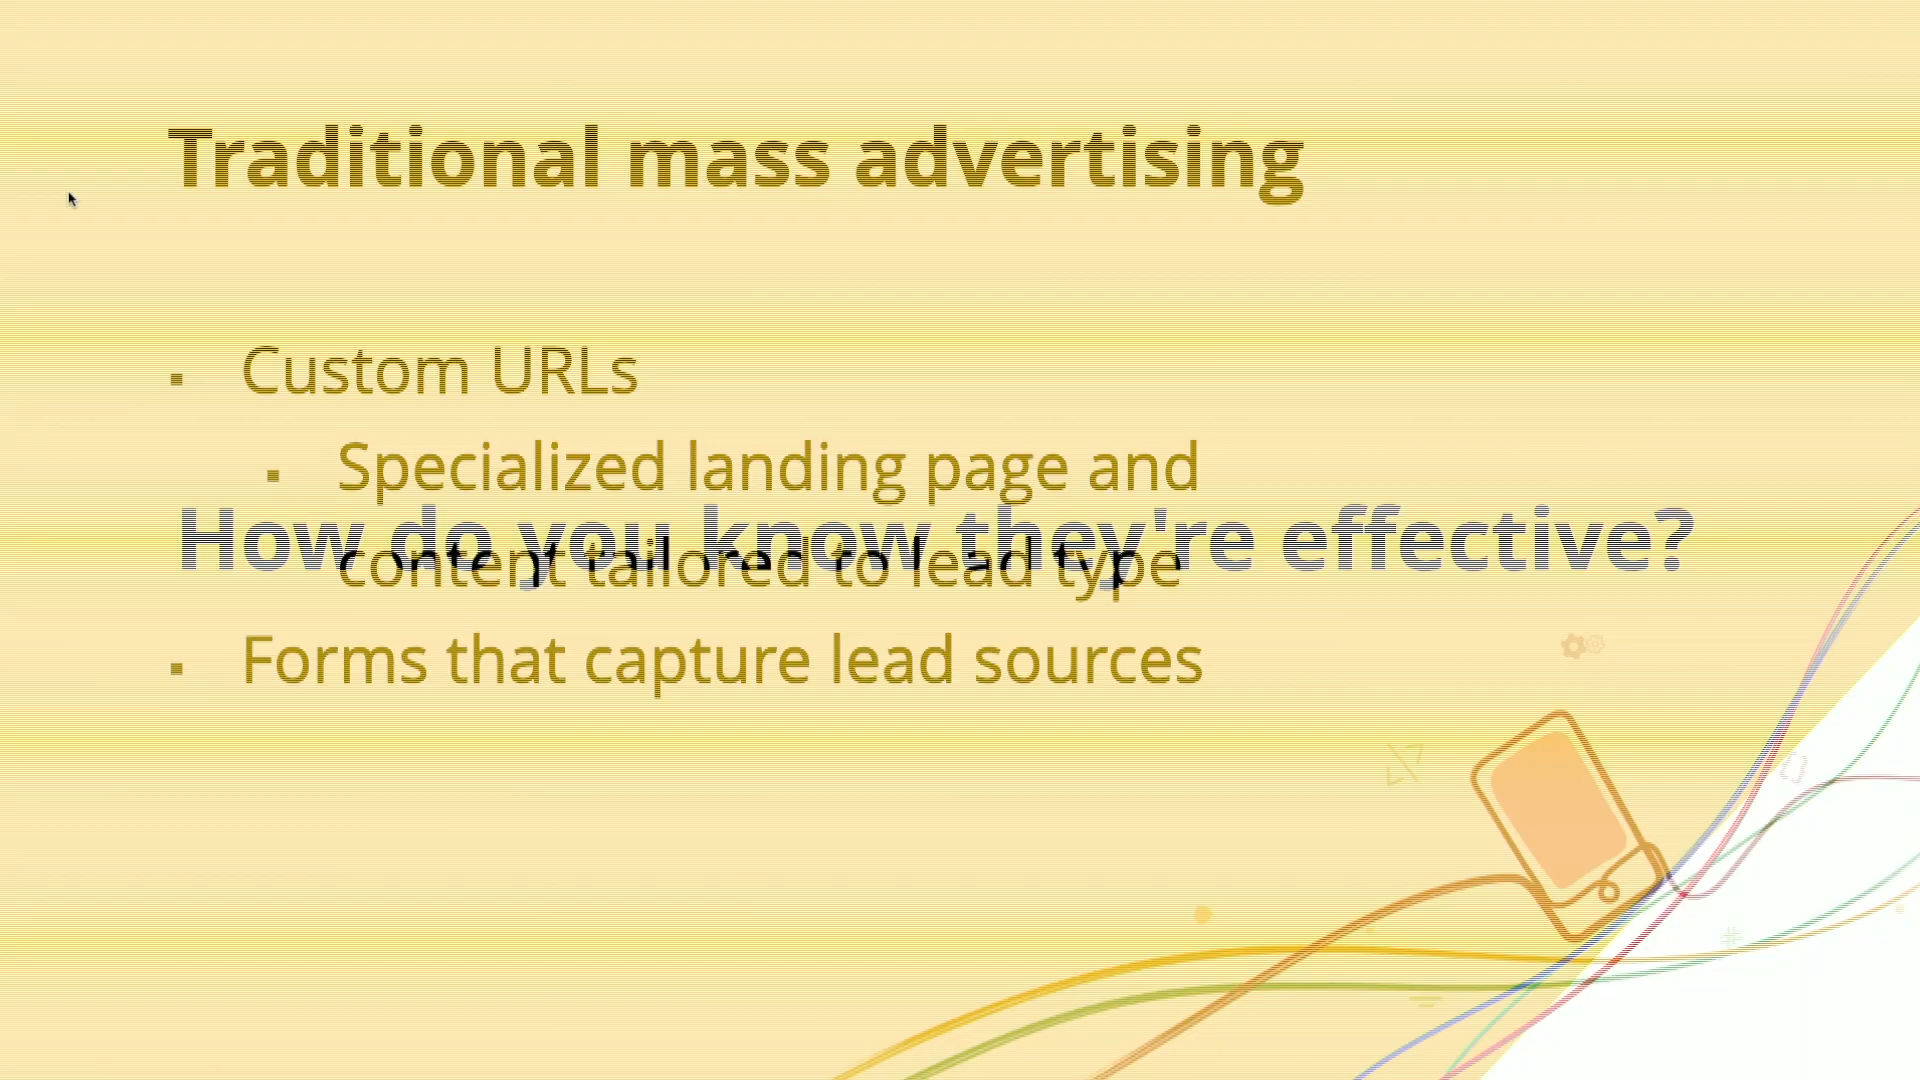 Traditional mass advertising
Custom URLs
Specialized landing page and
How do you know they're effective?
content tailored to lead type
Forms that capture lead sources